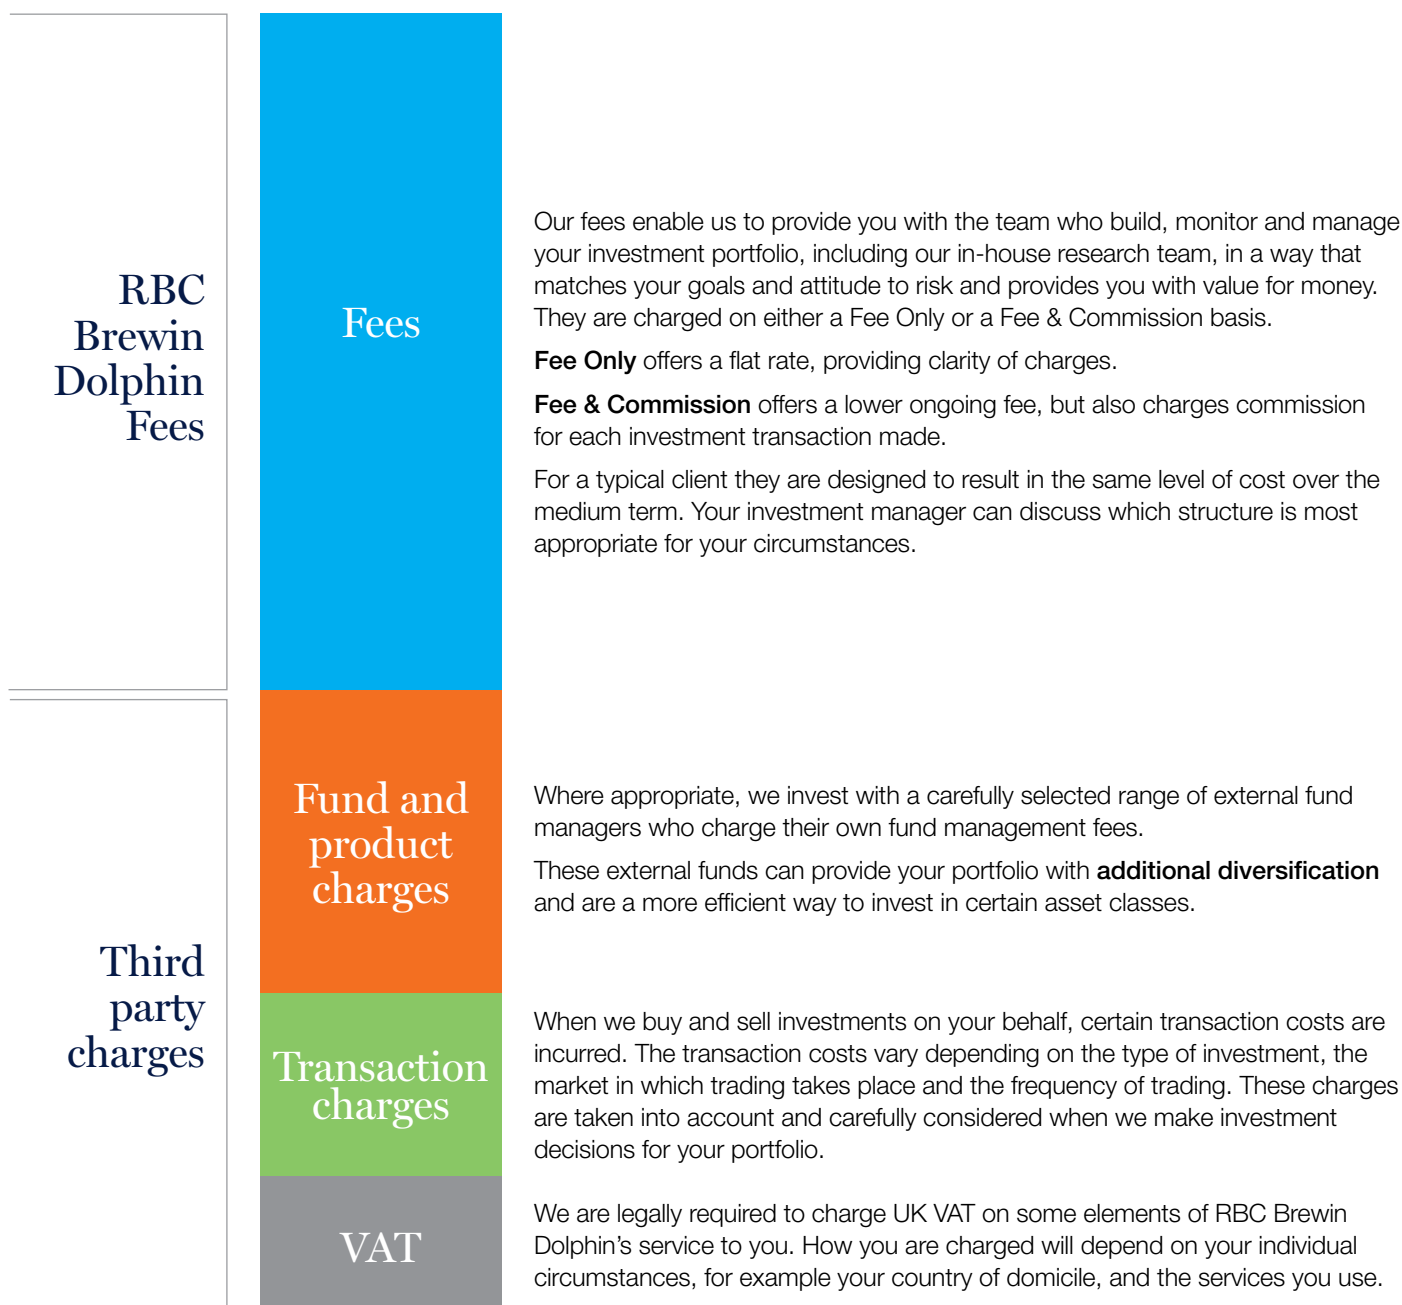 RBC
Brewin
Dolphin
Fees
Fees
Our fees enable us to provide you with the team who build, monitor and manage
your investment portfolio, including our in-house research team, in a way that
matches your goals and attitude to risk and provides you with value for money.
They are charged on either a Fee Only or a Fee & Commission basis.
Fee Only offers a flat rate, providing clarity of charges.
Fee & Commission offers a lower ongoing fee, but also charges commission
for each investment transaction made.
For a typical client they are designed to result in the same level of cost over the
medium term. Your investment manager can discuss which structure is most
appropriate for your circumstances.
Third
party
charges
Fund and
product
charges
Where appropriate, we invest with a carefully selected range of external fund
managers who charge their own fund management fees.
These external funds can provide your portfolio with additional diversification
and are a more efficient way to invest in certain asset classes.
Transaction
charges
When we buy and sell investments on your behalf, certain transaction costs are
incurred. The transaction costs vary depending on the type of investment, the
market in which trading takes place and the frequency of trading. These charges
are taken into account and carefully considered when we make investment
decisions for your portfolio.
VAT
We are legally required to charge UK VAT on some elements of RBC Brewin
Dolphin’s service to you. How you are charged will depend on your individual
circumstances, for example your country of domicile, and the services you use.